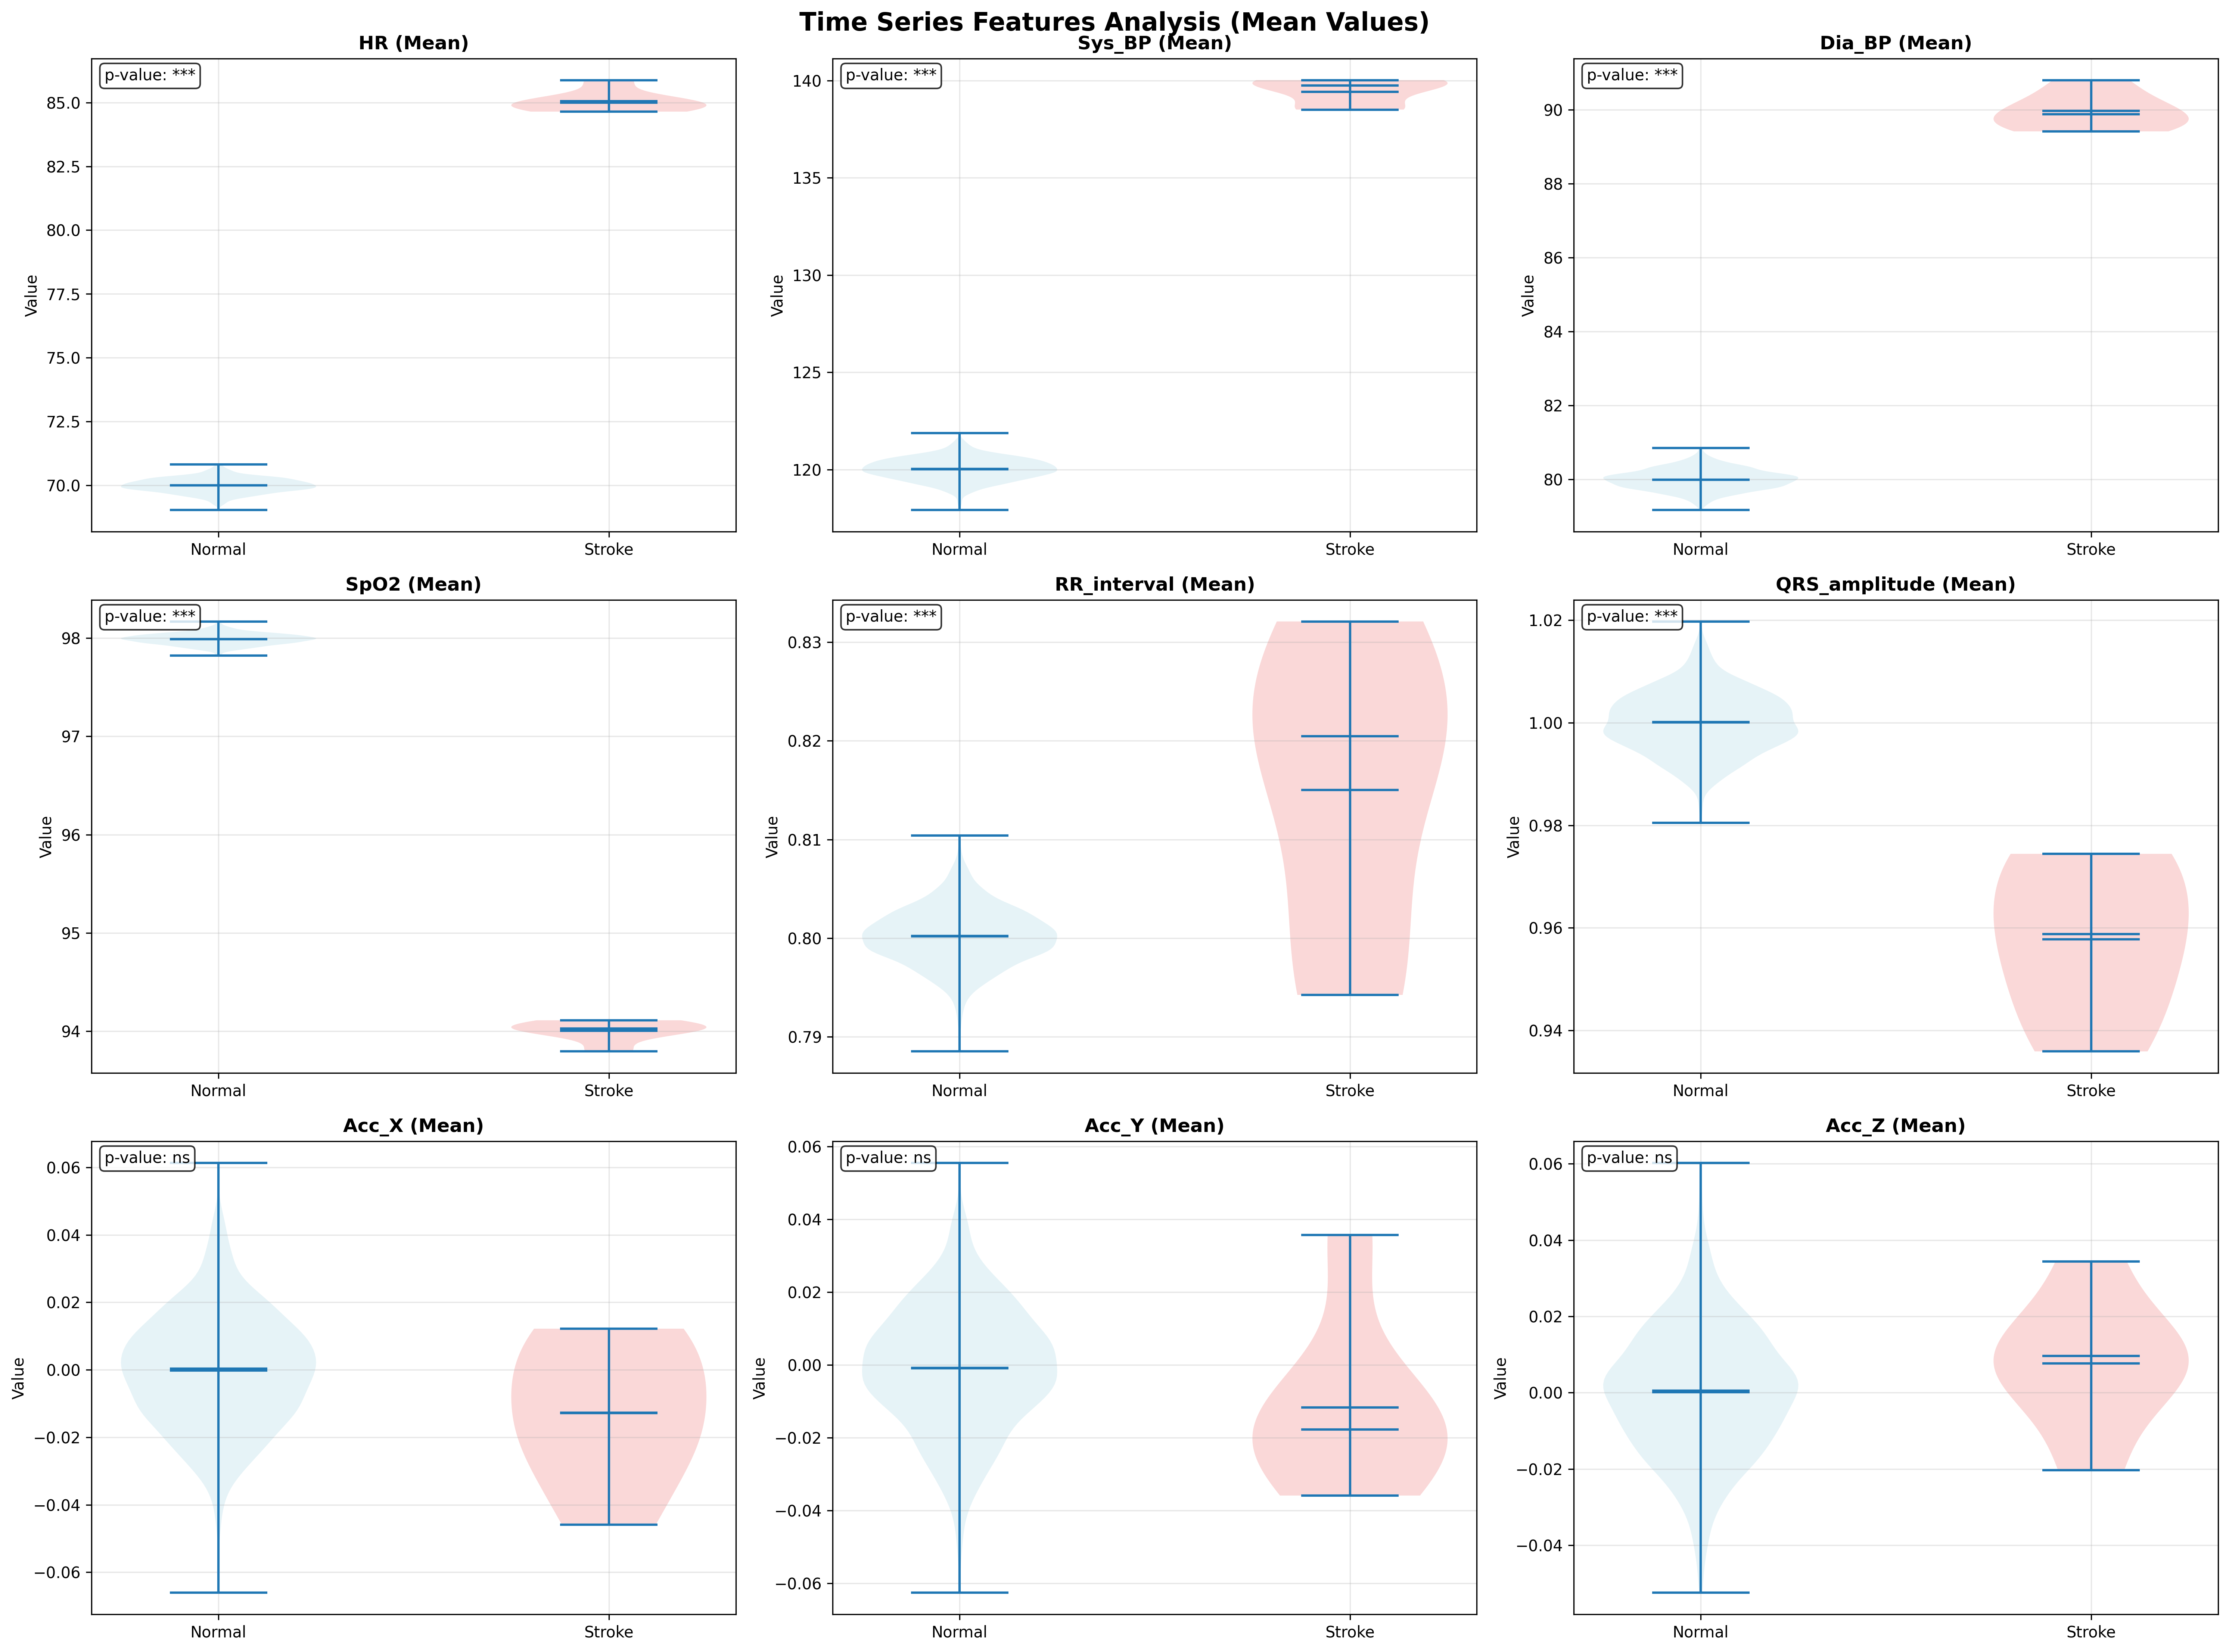 Time Series Features Analysis (Mean Values)
HR (Mean)
p-value: ***
85.0
82.5
80.0
77.5
75.0
72.5
70.0
Value
Normal Stroke
Sys_BP (Mean)
p-value: ***
140
135
130
125
120
Value
Normal Stroke
Dia_BP (Mean)
p-value: ***
90
88
86
84
82
80
Value
Normal Stroke
SpO2 (Mean)
p-value: ***
98
97
96
95
94
Value
Normal Stroke
RR_interval (Mean)
p-value: ***
0.83
0.82
0.81
0.80
0.79
Value
Normal Stroke
QRS_amplitude (Mean)
p-value: ***
1.02
1.00
0.98
0.96
0.94
Value
Normal Stroke
Acc_X (Mean)
p-value: ns
0.06
0.04
0.02
0.00
−0.02
−0.04
−0.06
Value
Normal Stroke
Acc_Y (Mean)
p-value: ns
0.06
0.04
0.02
0.00
−0.02
−0.04
−0.06
Value
Normal Stroke
Acc_Z (Mean)
p-value: ns
0.06
0.04
0.02
0.00
−0.02
−0.04
Value
Normal Stroke